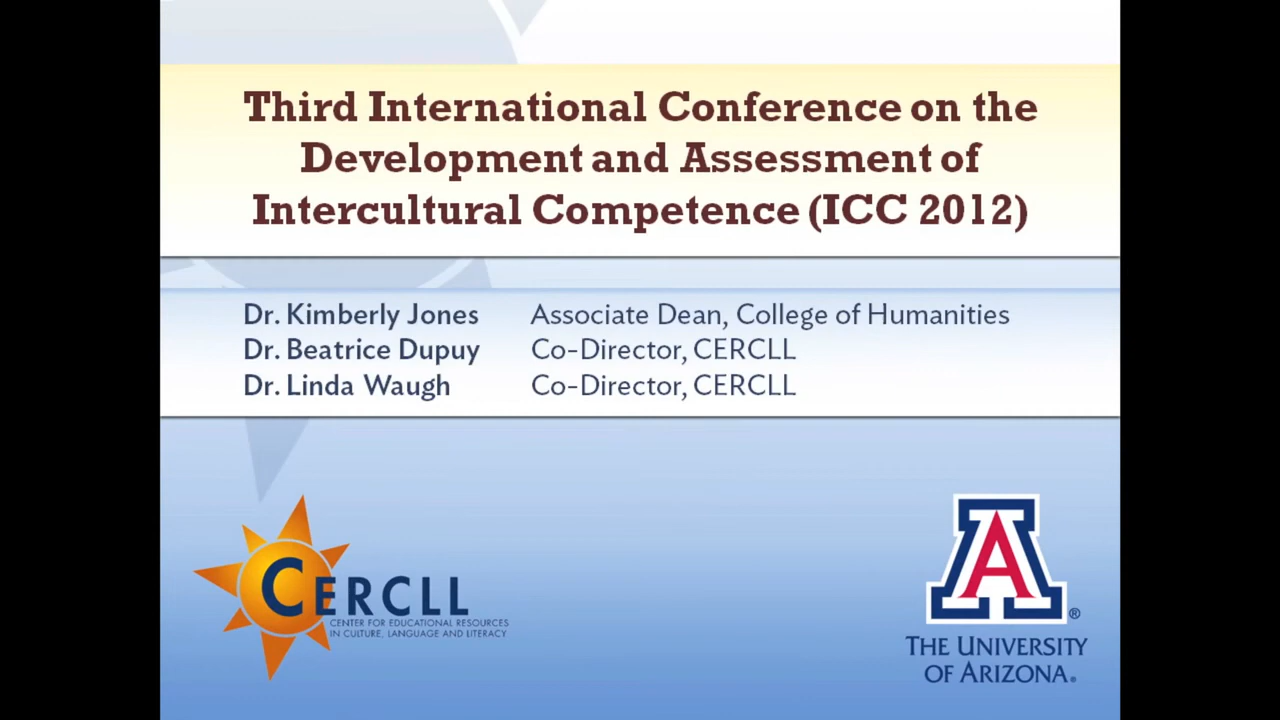 Third International Conference on the
Development and Assessment of
Intercultural Competence (ICC 2012)
Dr. Kimberly Jones Associate Dean, College of Humanities
Dr. Beatrice Dupuy Co-Director, CERCLL
Dr. Linda Waugh Co-Director, CERCLL
CERCLL
CENTER FOR EDUCATIONAL RESOURCES
IN CULTURE, LANGUAGE AND LITERACY
A®
THE UNIVERSITY
OF ARIZONA®